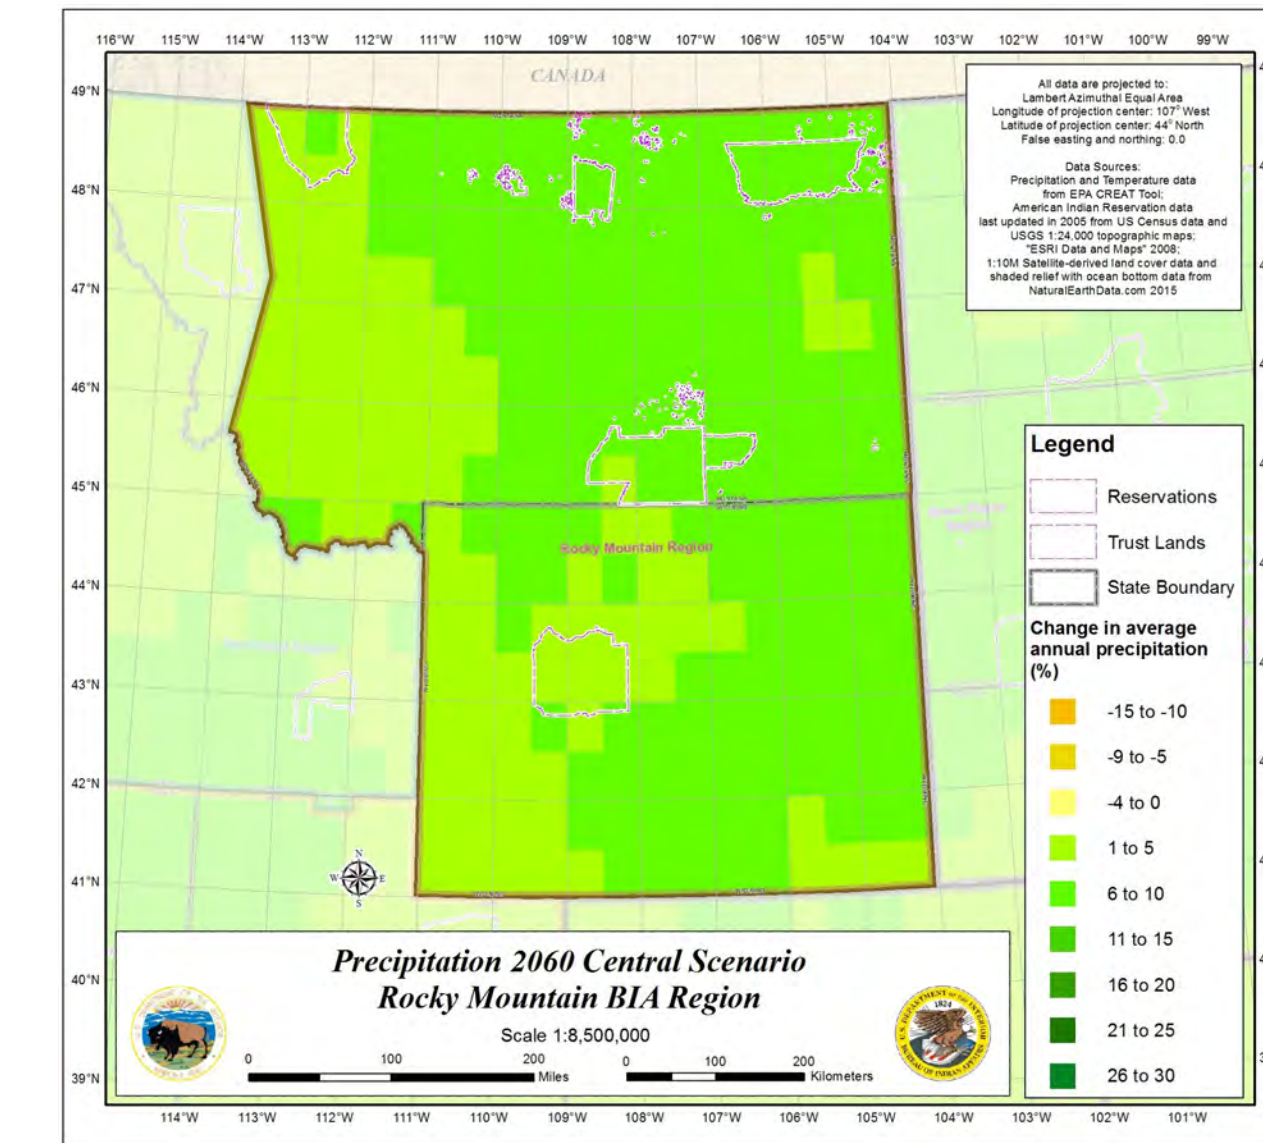 116°W 115°W 114°W 113°W 112°W 111°W 110°W 109°W 108°W 107°W 106°W 105°W 104°W 103°W 102°W 101°W 100°W 99°W
CANADA
49°N
48°N
47°N
46°N
45°N
44°N
43°N
42°N
41°N
40°N
39°N
All data are projected to:
Lambert Azimuthal Equal Area
Longitude of projection center: 107° West
Latitude of projection center: 44° North
False easting and northing: 0.0
Data Sources:
Precipitation and Temperature data
from EPA CREAT Tool;
American Indian Reservation data
last updated in 2005 from US Census data and
USGS 1:24,000 topographic maps;
"ESRI Data and Maps" 2008;
1:10M Satellite-derived land cover data and
shaded relief with ocean bottom data from
NaturalEarthData.com 2015
Rocky Mountain Region
Legend
Reservations
Trust Lands
State Boundary
Change in average
annual precipitation
(%)
-15 to -10
-9 to -5
-4 to 0
1 to 5
6 to 10
11 to 15
16 to 20
21 to 25
26 to 30
N
W E
S
Precipitation 2060 Central Scenario
Rocky Mountain BIA Region
Scale 1:8,500,000
0 100 200
Miles
0 100 200
Kilometers
U.S. DEPARTMENT OF THE INTERIOR
1824
BUREAU OF INDIAN AFFAIRS
114°W 113°W 112°W 111°W 110°W 109°W 108°W 107°W 106°W 105°W 104°W 103°W 102°W 101°W